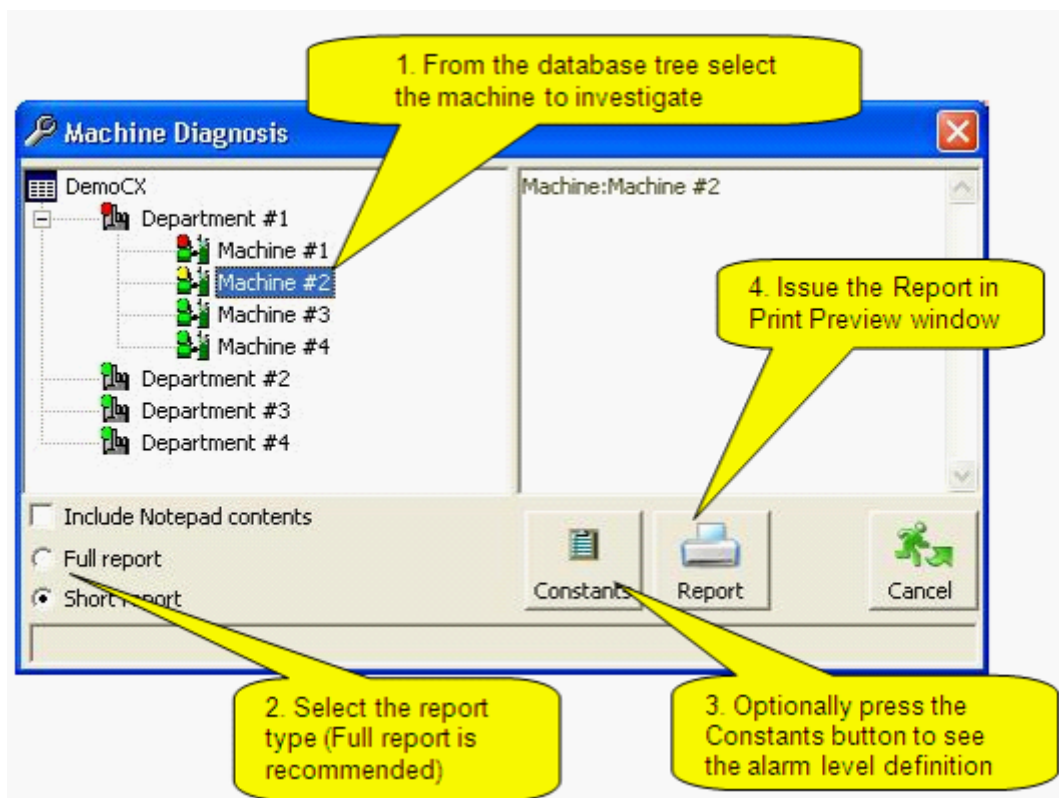 1. From the database tree select
the machine to investigate
Machine Diagnosis
DemoCX
Department #1
Machine #1
Machine #2
Machine #3
Machine #4
Department #2
Department #3
Department #4
Machine:Machine #2
4. Issue the Report in
Print Preview window
Include Notepad contents
Full report
Short report
Constants
Report
Cancel
2. Select the report
type (Full report is
recommended)
3. Optionally press the
Constants button to see
the alarm level definition